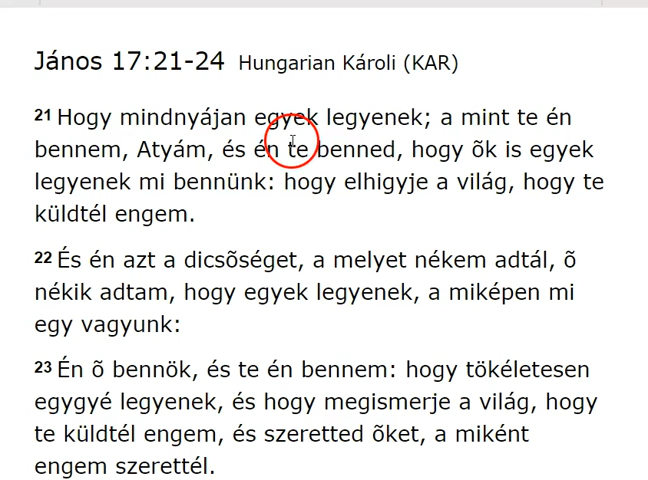 János 17:21-24 Hungarian Károli (KAR)
21 Hogy mindnyájan egyek legyenek; a mint te én
bennem, Atyám, és én te benned, hogy õk is egyek
legyenek mi bennünk: hogy elhigyje a világ, hogy te
küldtél engem.
22 És én azt a dicsõséget, a melyet nékem adtál, õ
nékik adtam, hogy egyek legyenek, a miképen mi
egy vagyunk:
23 Én õ bennök, és te én bennem: hogy tökéletesen
egygyé legyenek, és hogy megismerje a világ, hogy
te küldtél engem, és szeretted õket, a miként
engem szerettél.